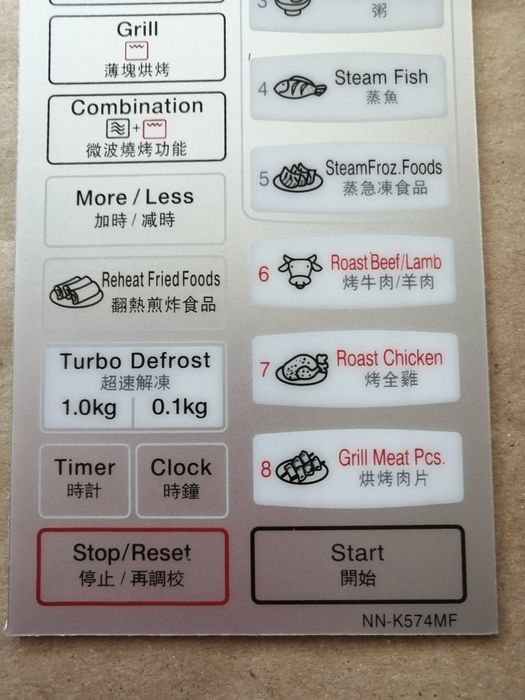 Grill
薄塊烘烤
Combination
+
微波燒烤功能
More / Less
加時 / 減時
Reheat Fried Foods
翻熱煎炸食品
Turbo Defrost
超速解凍
1.0kg 0.1kg
Timer
時計
Clock
時鐘
Stop/Reset
停止 / 再調校
3
粥
4 Steam Fish
蒸魚
5 SteamFroz.Foods
蒸急凍食品
6 Roast Beef/Lamb
烤牛肉/羊肉
7 Roast Chicken
烤全雞
8 Grill Meat Pcs.
烘烤肉片
Start
開始
NN-K574MF